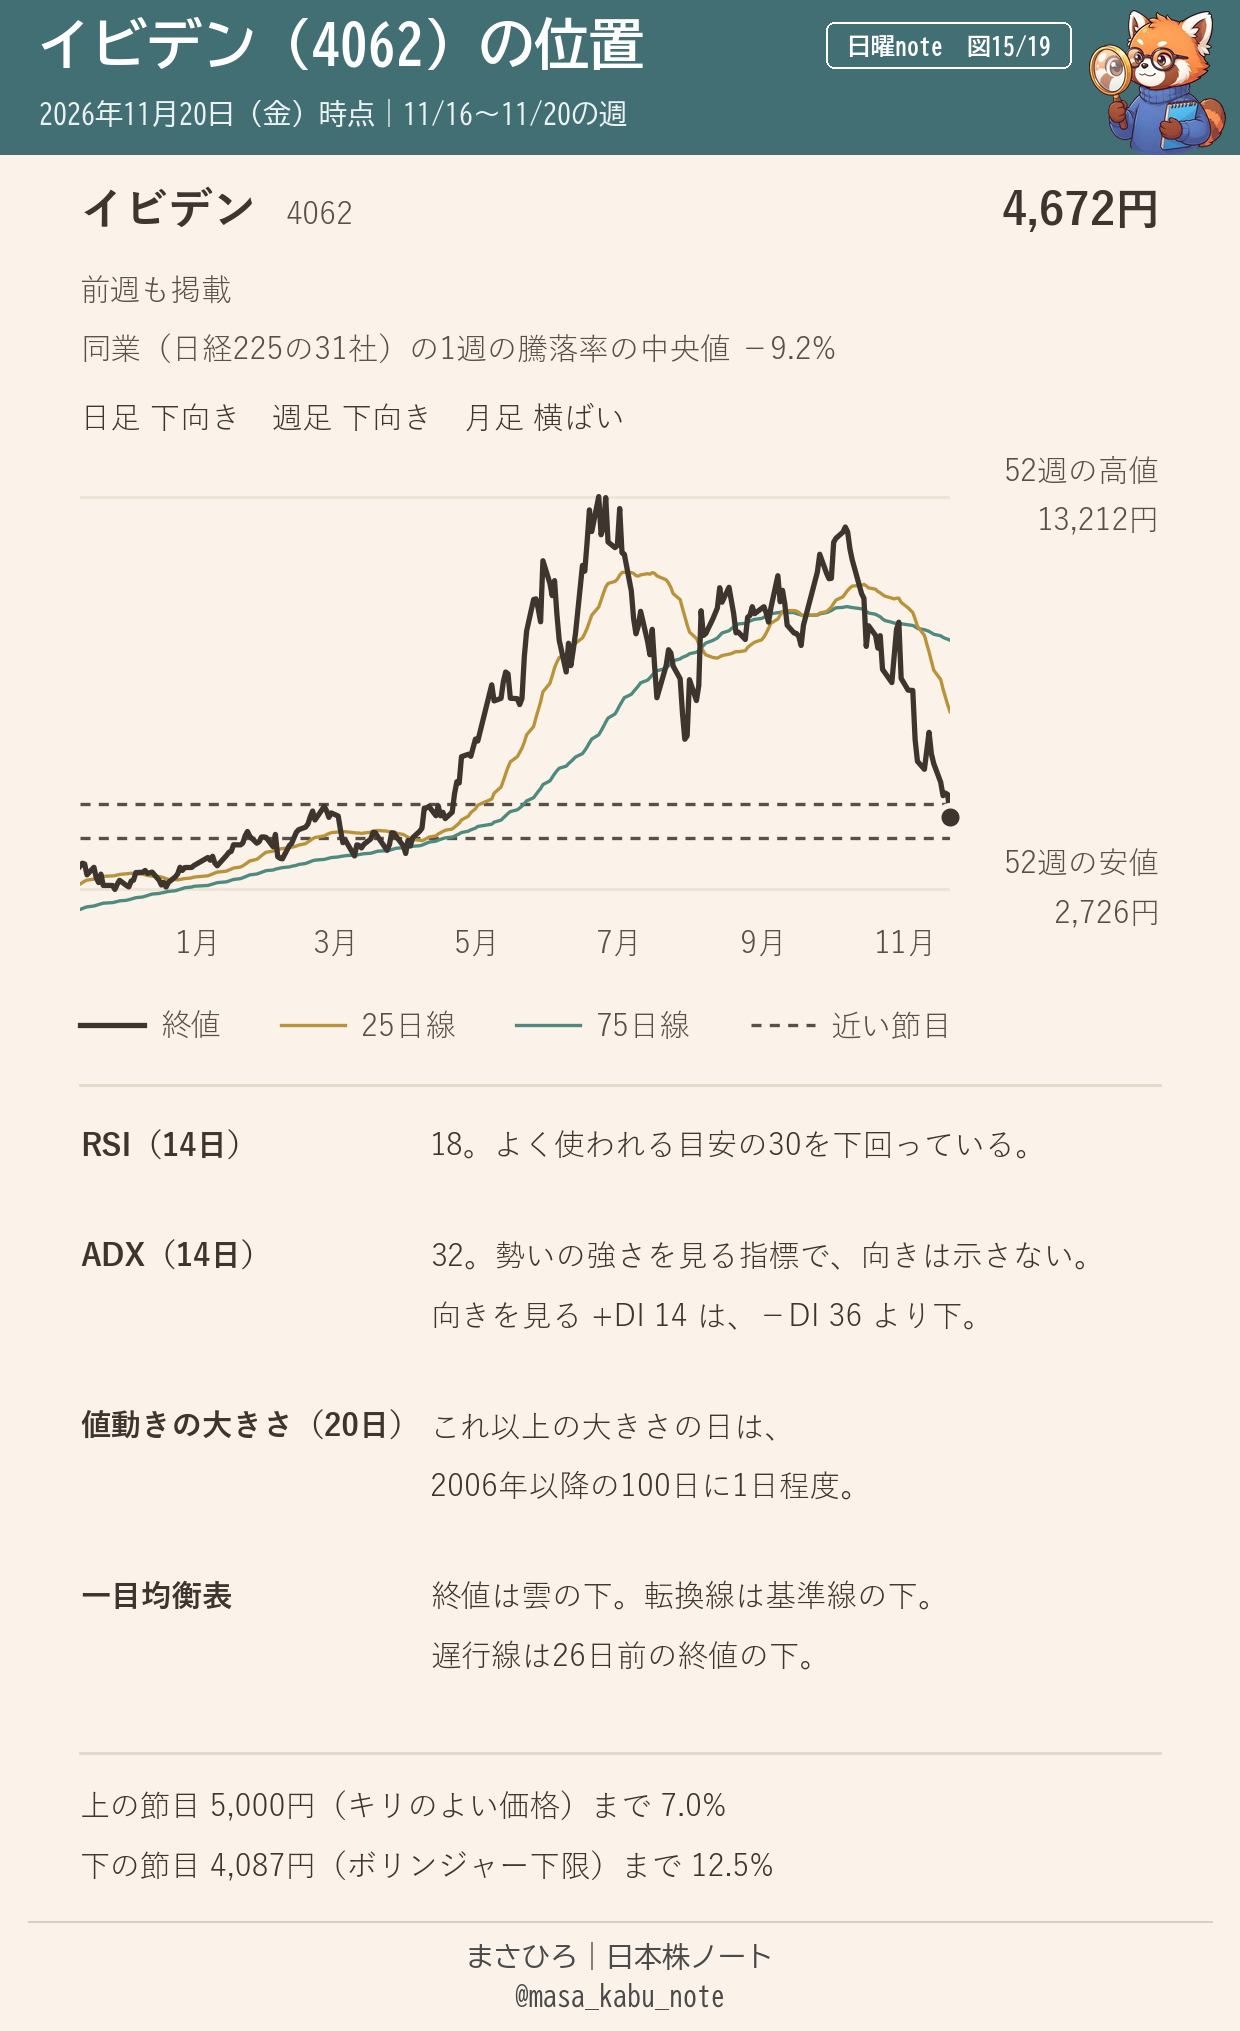 イビデン（4062）の位置
日曜note　図15/19
2026年11月20日（金）時点｜11/16～11/20の週
イビデン　4062
4,672円
前週も掲載
同業（日経225の31社）の1週の騰落率の中央値 －9.2%
日足 下向き　週足 下向き　月足 横ばい
52週の高値
13,212円
52週の安値
2,726円
1月　3月　5月　7月　9月　11月
終値　25日線　75日線　近い節目
RSI（14日）　18。よく使われる目安の30を下回っている。
ADX（14日）　32。勢いの強さを見る指標で、向きは示さない。
向きを見る +DI 14 は、－DI 36 より下。
値動きの大きさ（20日）　これ以上の大きさの日は、
2006年以降の100日に1日程度。
一目均衡表　終値は雲の下。転換線は基準線の下。
遅行線は26日前の終値の下。
上の節目 5,000円（キリのよい価格）まで 7.0%
下の節目 4,087円（ボリンジャー下限）まで 12.5%
まさひろ｜日本株ノート
@masa_kabu_note